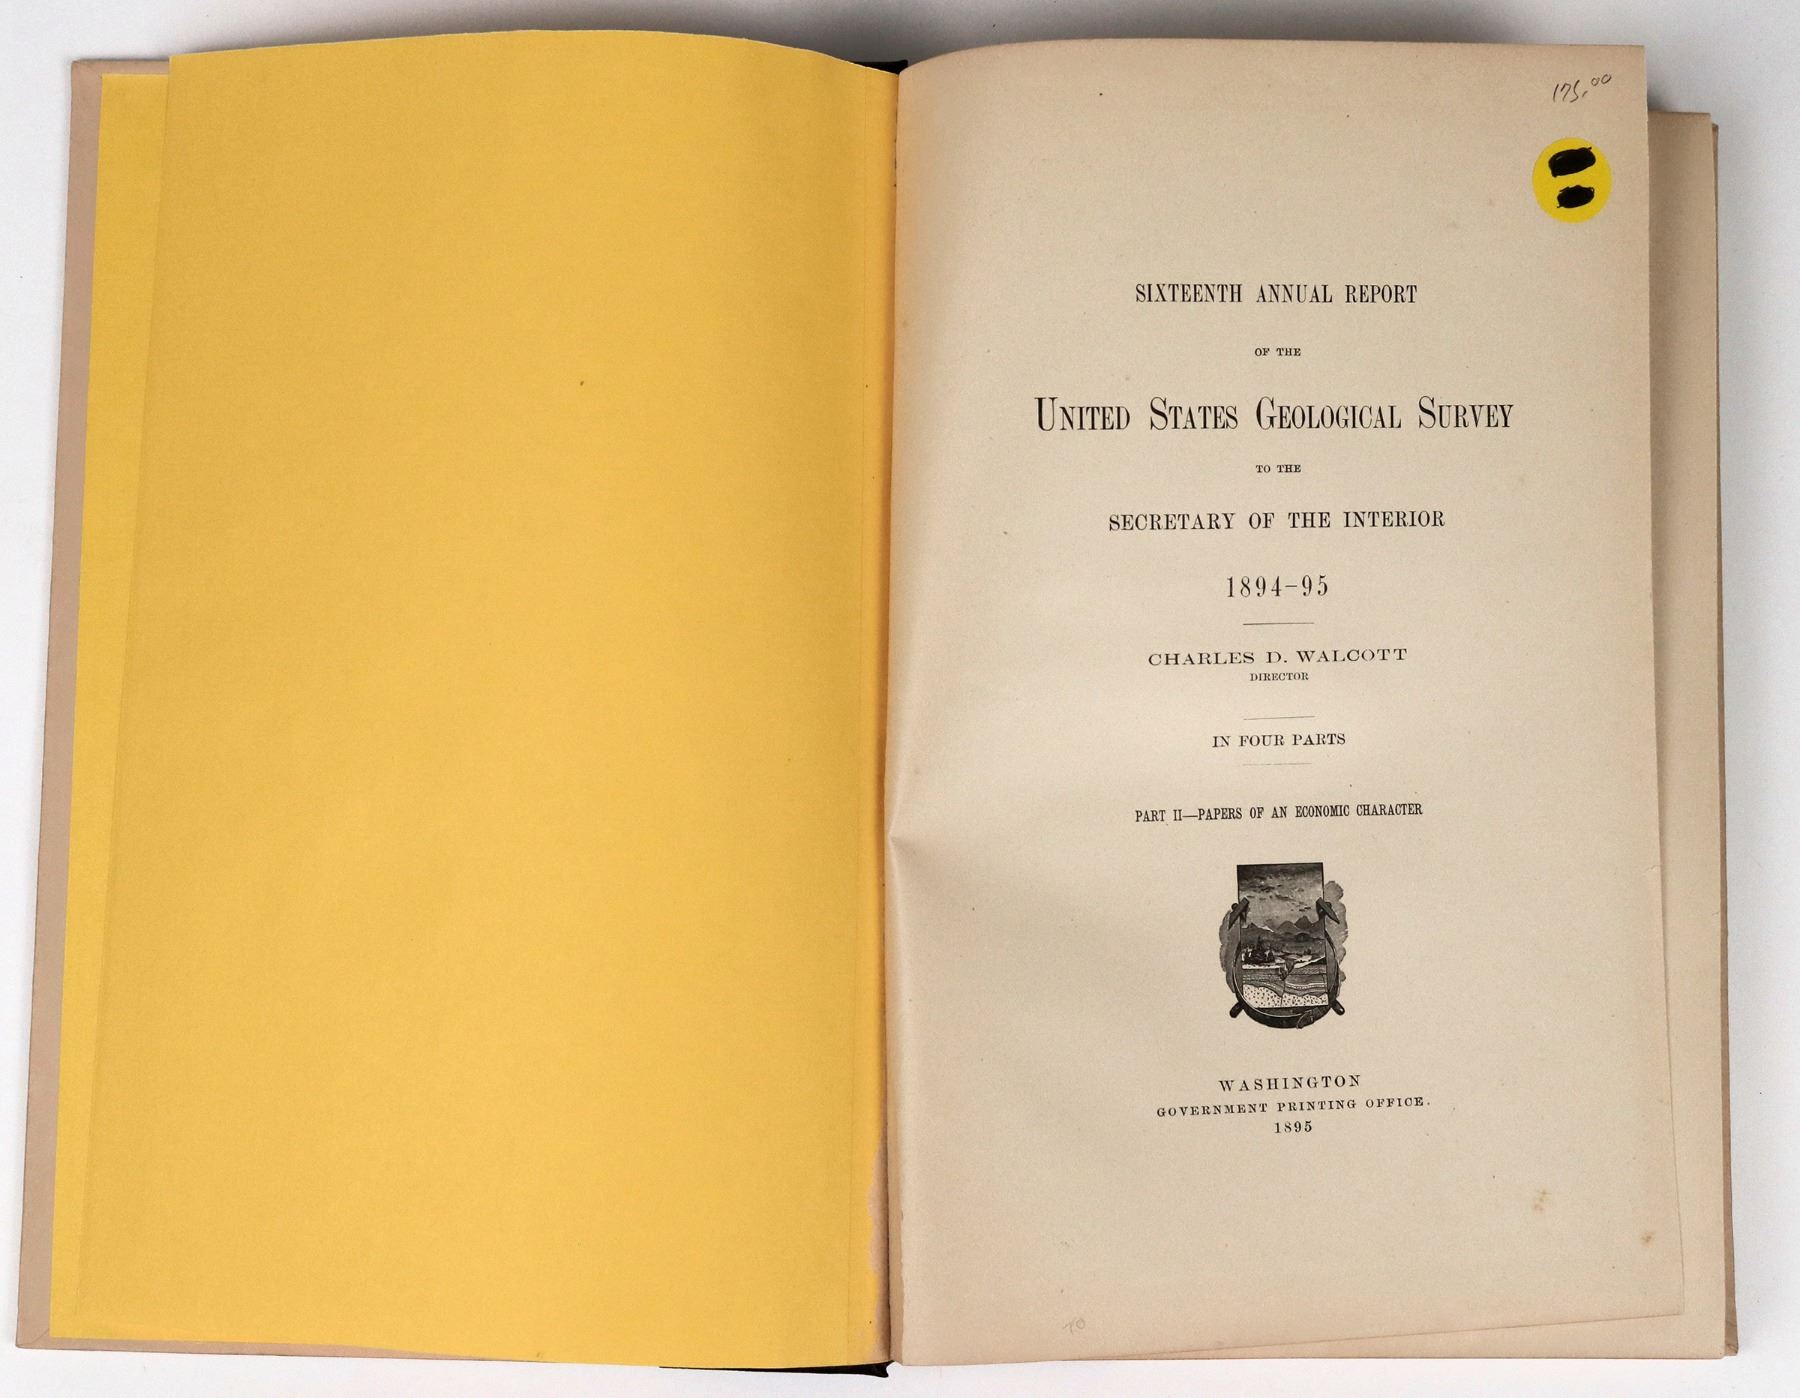 175.00
SIXTEENTH ANNUAL REPORT
OF THE
UNITED STATES GEOLOGICAL SURVEY
TO THE
SECRETARY OF THE INTERIOR
1894–95
CHARLES D. WALCOTT
DIRECTOR
IN FOUR PARTS
PART II—PAPERS OF AN ECONOMIC CHARACTER
WASHINGTON
GOVERNMENT PRINTING OFFICE.
1895